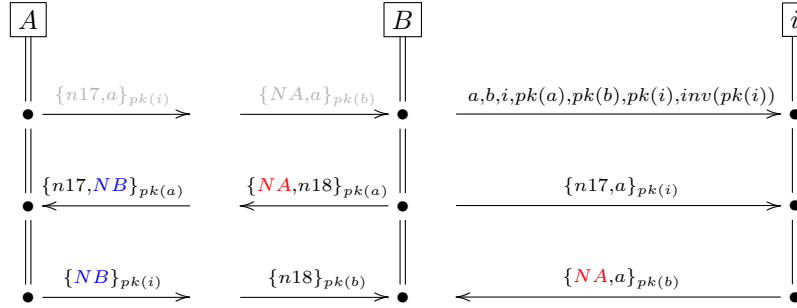 A B i
{n17,a}pk(i) {NA,a}pk(b) a,b,i,pk(a),pk(b),pk(i),inv(pk(i))
{n17,NB}pk(a) {NA,n18}pk(a) {n17,a}pk(i)
{NB}pk(i) {n18}pk(b) {NA,a}pk(b)